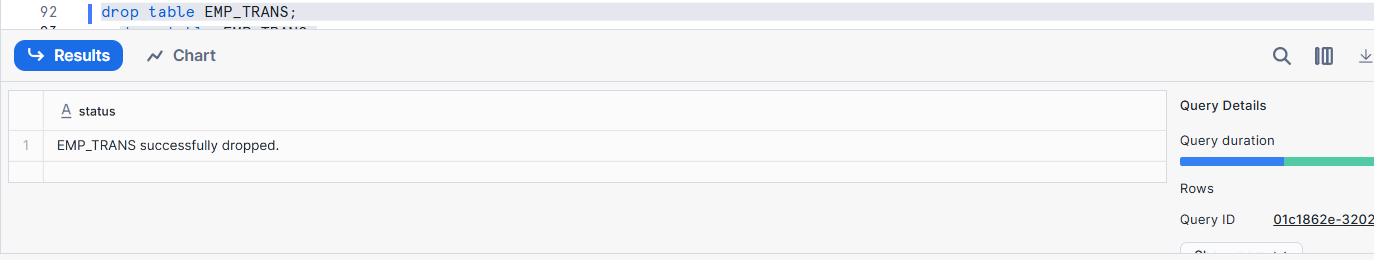 92 drop table EMP_TRANS;
Results Chart
A status
1 EMP_TRANS successfully dropped.
Query Details
Query duration
Rows
Query ID 01c1862e-3202